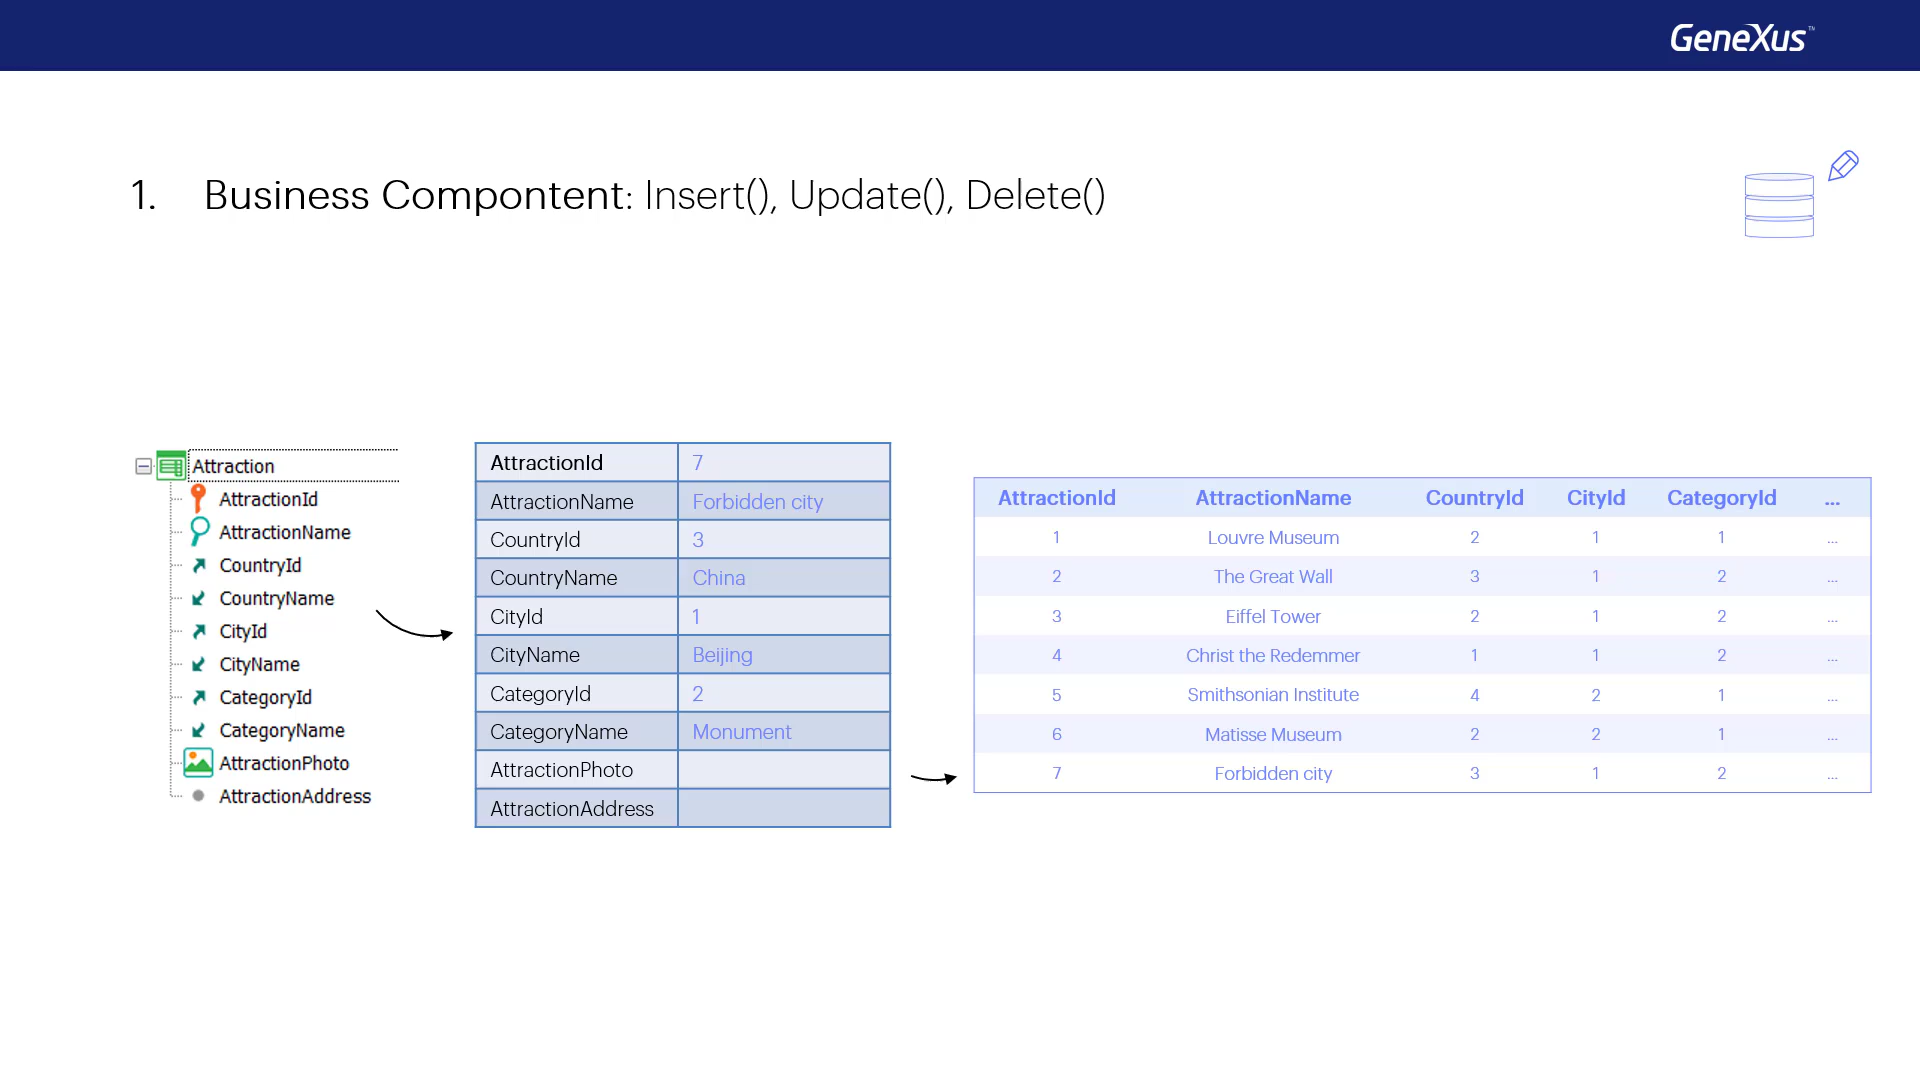 GeneXus™
1. Business Compontent: Insert(), Update(), Delete()
Attraction
AttractionId
AttractionName
CountryId
CountryName
CityId
CityName
CategoryId
CategoryName
AttractionPhoto
AttractionAddress
AttractionId 7
AttractionName Forbidden city
CountryId 3
CountryName China
CityId 1
CityName Beijing
CategoryId 2
CategoryName Monument
AttractionPhoto
AttractionAddress
AttractionId AttractionName CountryId CityId CategoryId ...
1 Louvre Museum 2 1 1 ...
2 The Great Wall 3 1 2 ...
3 Eiffel Tower 2 1 2 ...
4 Christ the Redemmer 1 1 2 ...
5 Smithsonian Institute 4 2 1 ...
6 Matisse Museum 2 2 1 ...
7 Forbidden city 3 1 2 ...